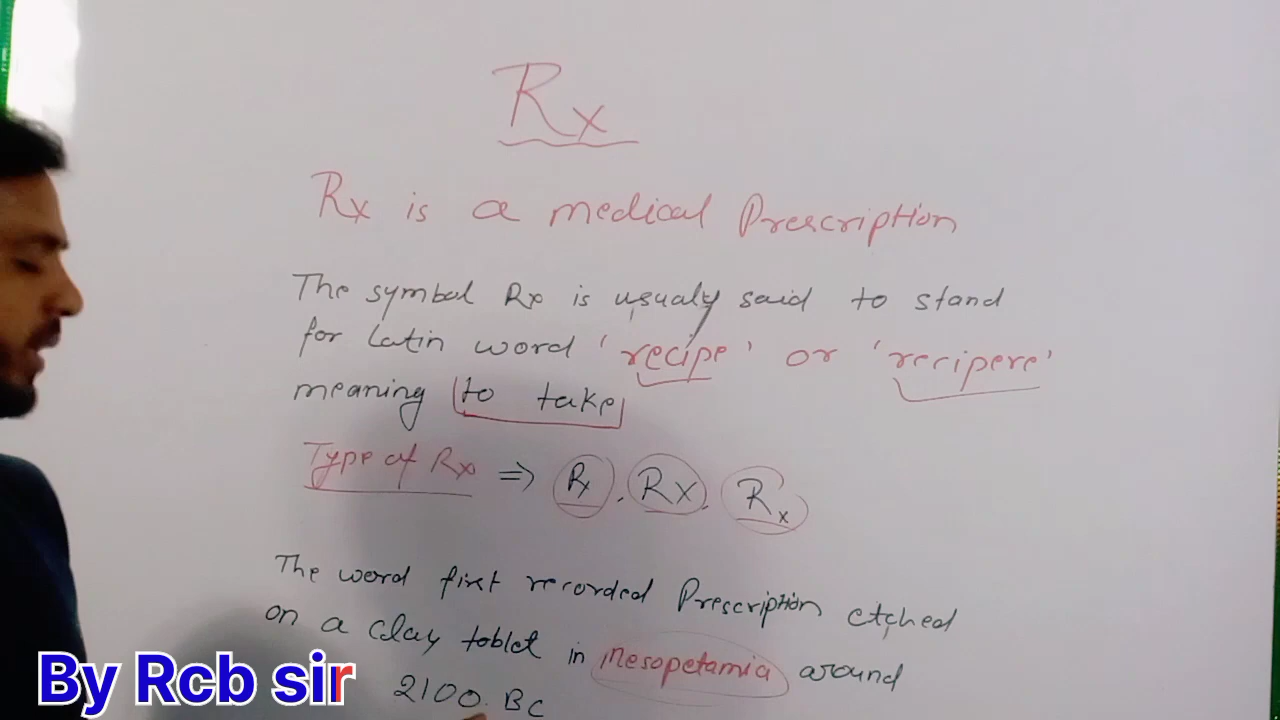 Rx
Rx is a medical Prescription
The symbol Rx is usualy said to stand
for Latin word 'recipe' or 'recipere'
meaning to take
Type of Rx ⇒ Rx, Rx, Rx
The word first recorded Prescription etched
on a clay tablet in Mesopetamia around
2100 BC
By Rcb sir